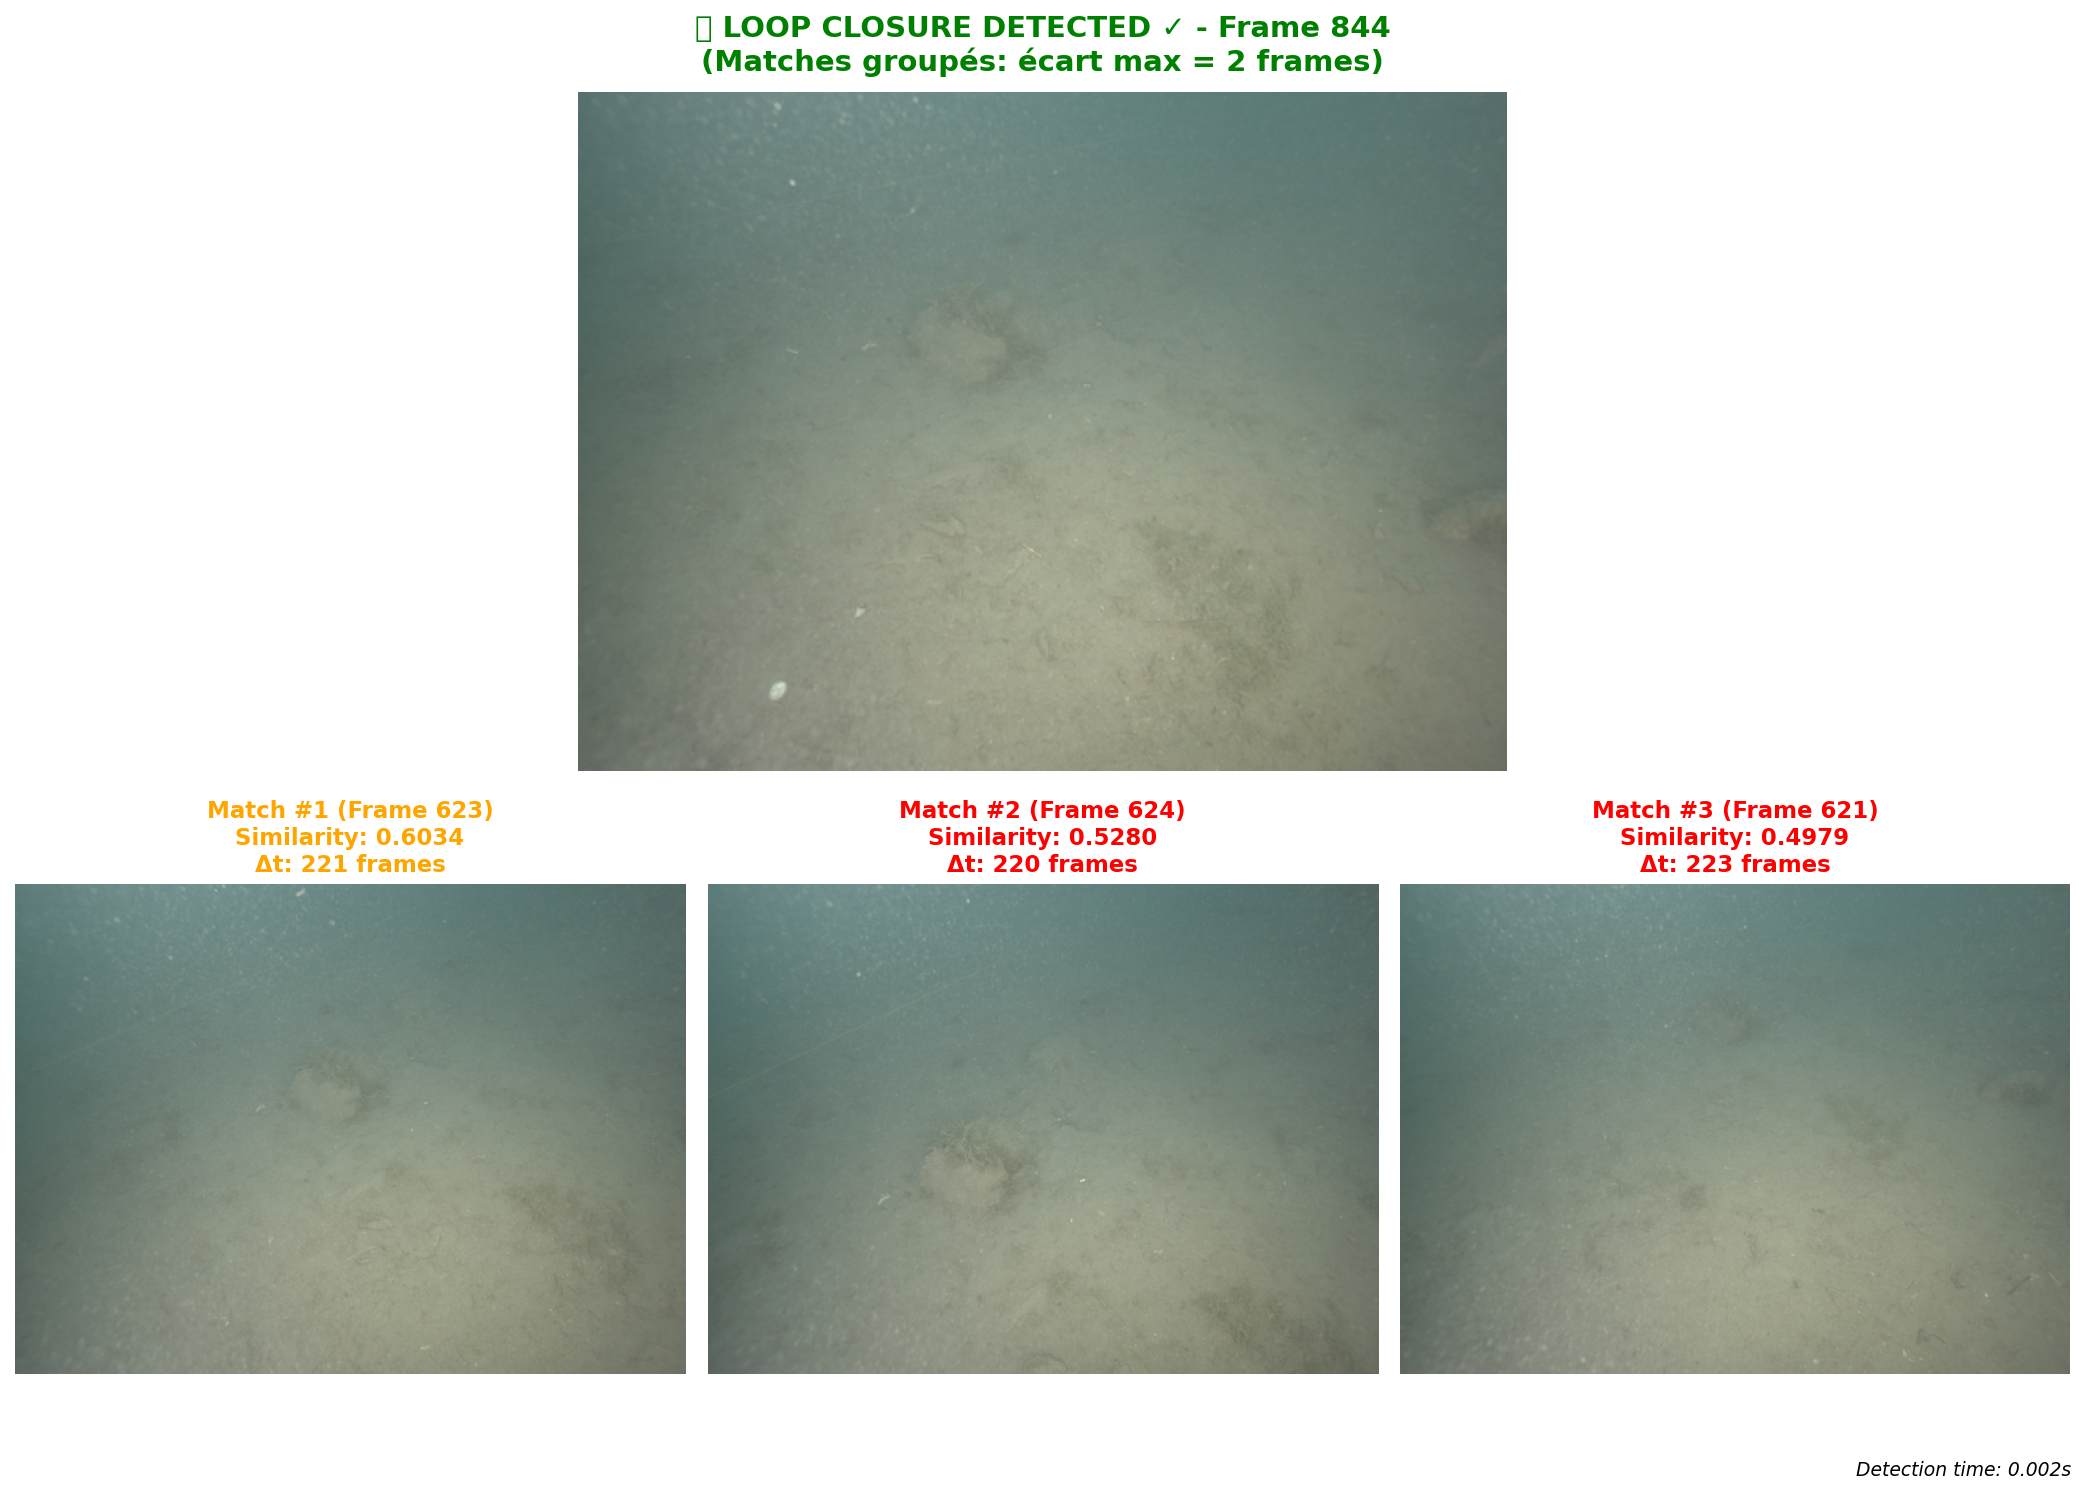 ▯ LOOP CLOSURE DETECTED ✓ - Frame 844
(Matches groupés: écart max = 2 frames)
Match #1 (Frame 623)
Similarity: 0.6034
Δt: 221 frames
Match #2 (Frame 624)
Similarity: 0.5280
Δt: 220 frames
Match #3 (Frame 621)
Similarity: 0.4979
Δt: 223 frames
Detection time: 0.002s